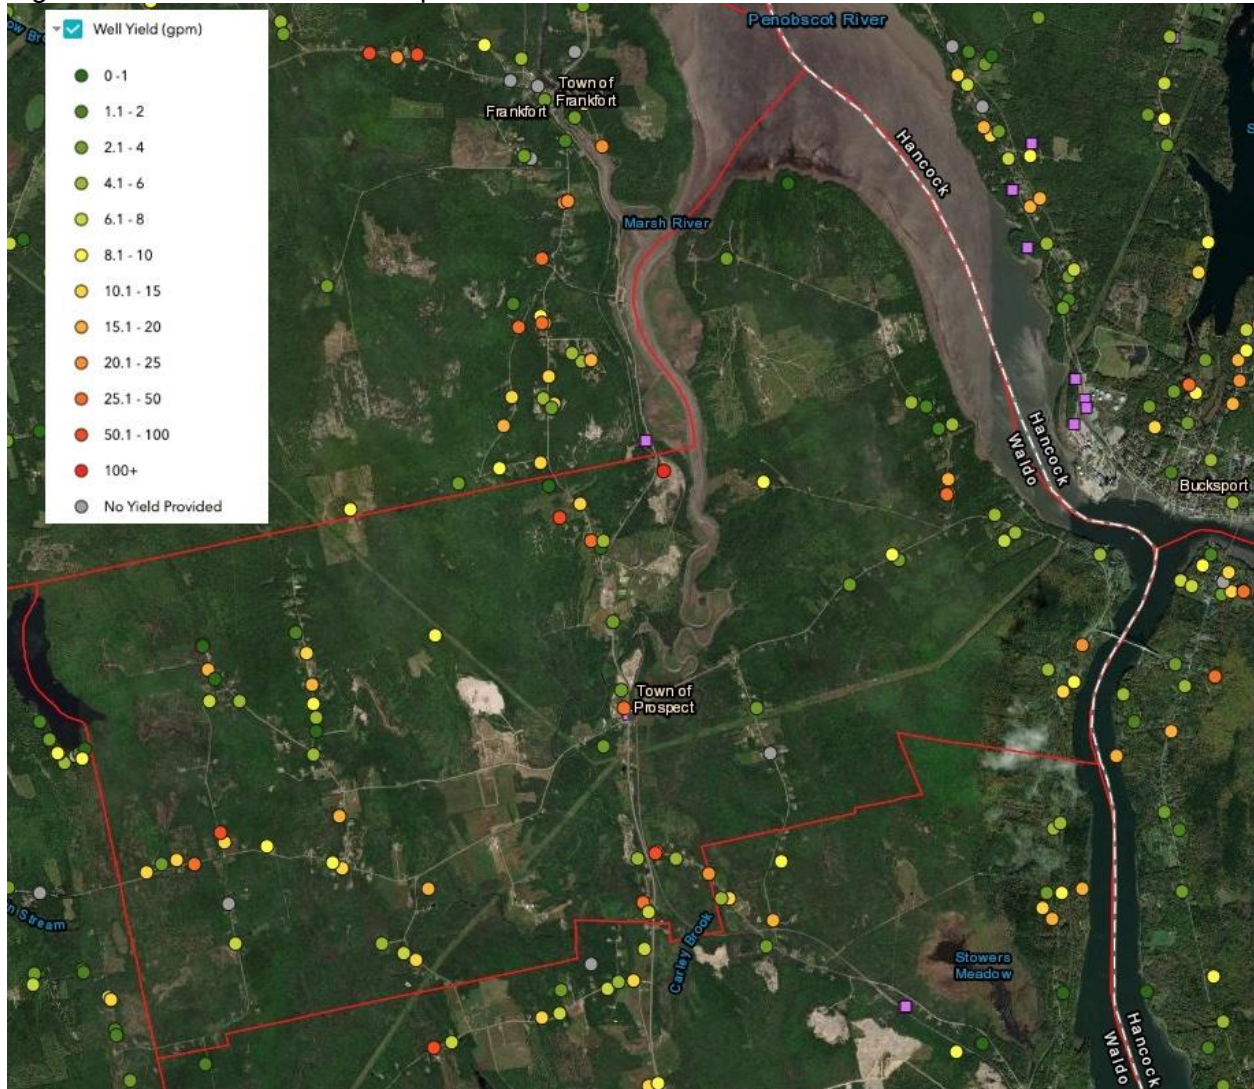 Well Yield (gpm)
0 -1
1.1 - 2
2.1 - 4
4.1 - 6
6.1 - 8
8.1 - 10
10.1 - 15
15.1 - 20
20.1 - 25
25.1 - 50
50.1 - 100
100+
No Yield Provided
Penobscot River
Town of
Frankfort
Frankfort
Hancock
Marsh River
Hancock
Waldo
Bucksport
Town of
Prospect
Carley Brook
Stowers
Meadow
Stream
Hancock
Waldo